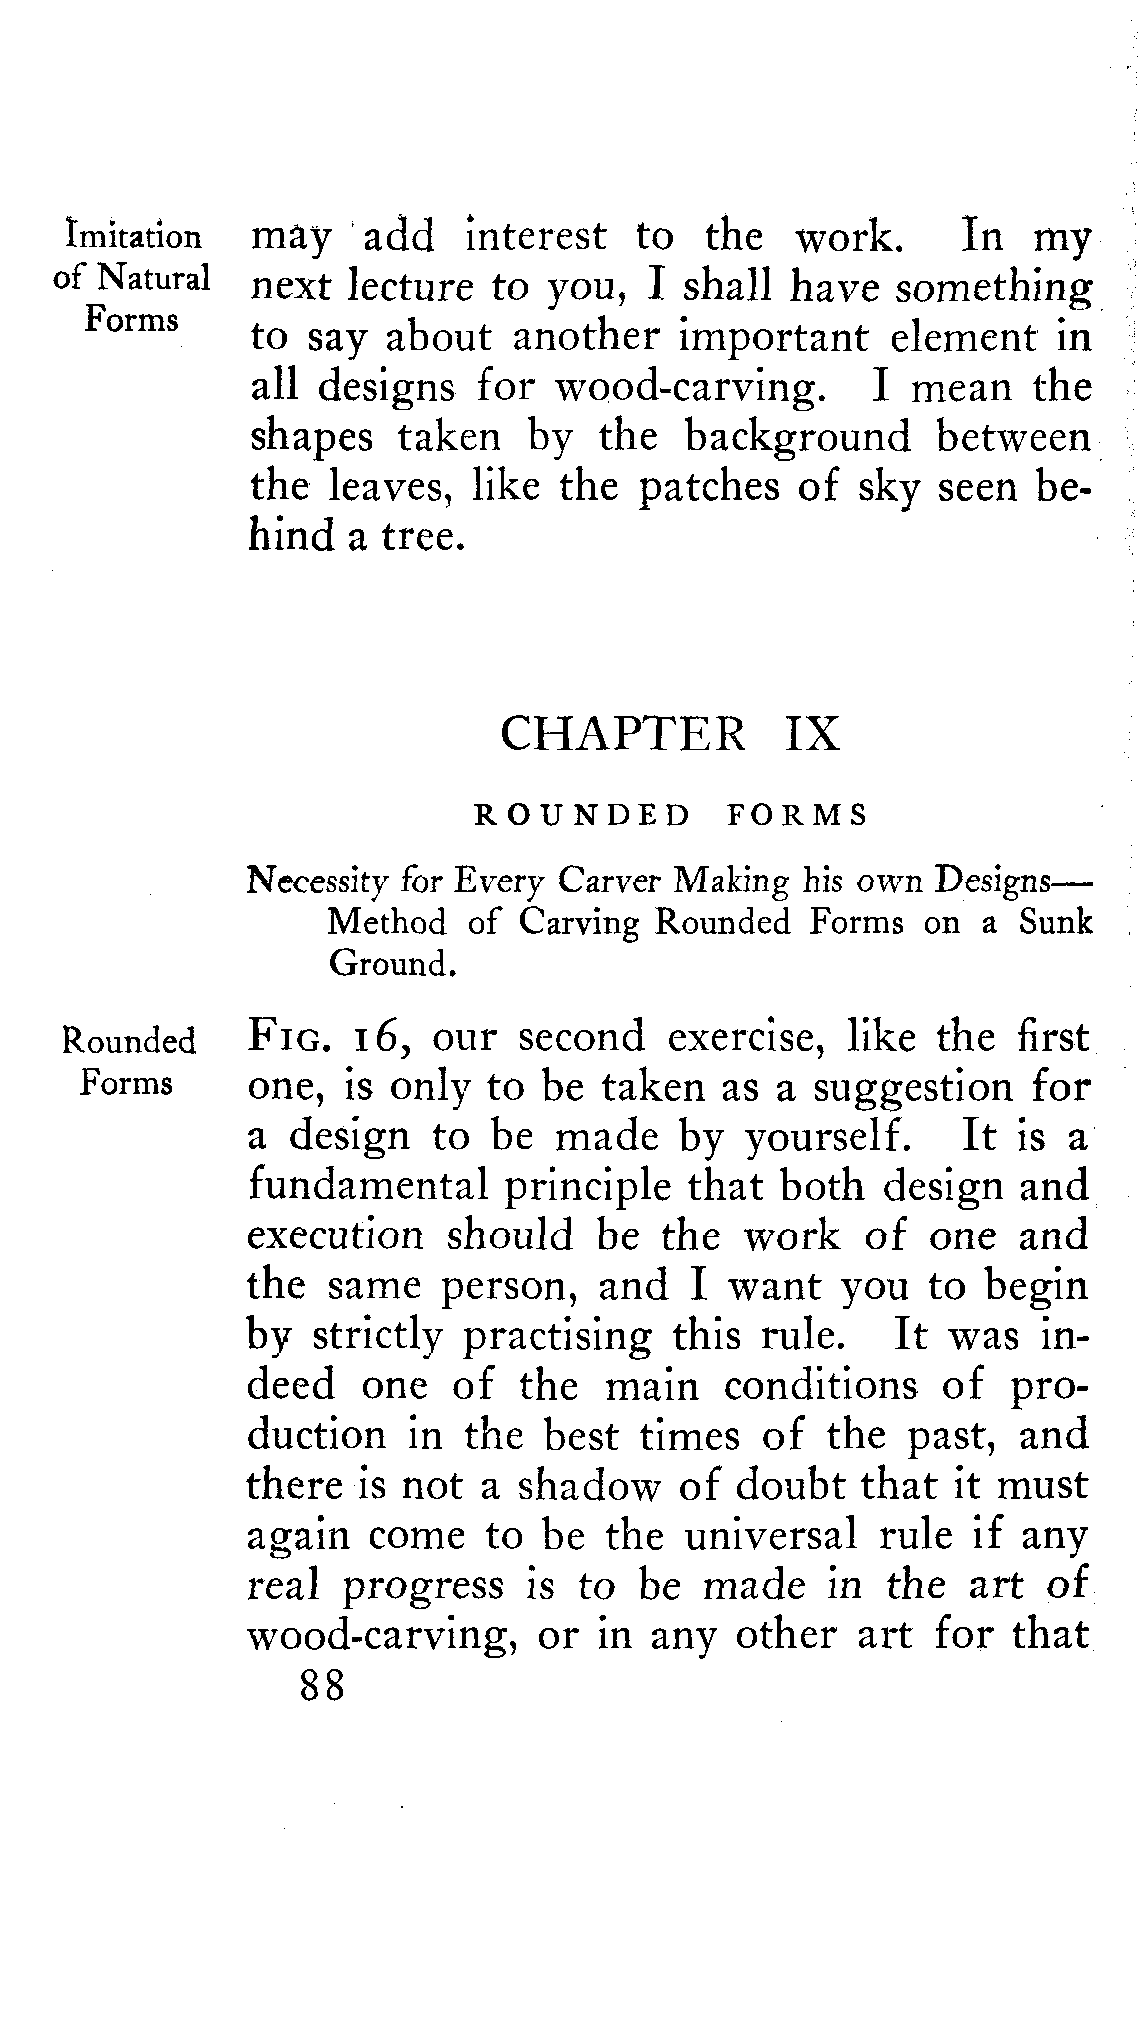 Imitation
of Natural
Forms
may add interest to the work. In my
next lecture to you, I shall have something
to say about another important element in
all designs for wood-carving. I mean the
shapes taken by the background between
the leaves, like the patches of sky seen be-
hind a tree.
CHAPTER IX
ROUNDED FORMS
Necessity for Every Carver Making his own Designs—
Method of Carving Rounded Forms on a Sunk
Ground.
Rounded
Forms
FIG. 16, our second exercise, like the first
one, is only to be taken as a suggestion for
a design to be made by yourself. It is a
fundamental principle that both design and
execution should be the work of one and
the same person, and I want you to begin
by strictly practising this rule. It was in-
deed one of the main conditions of pro-
duction in the best times of the past, and
there is not a shadow of doubt that it must
again come to be the universal rule if any
real progress is to be made in the art of
wood-carving, or in any other art for that
88